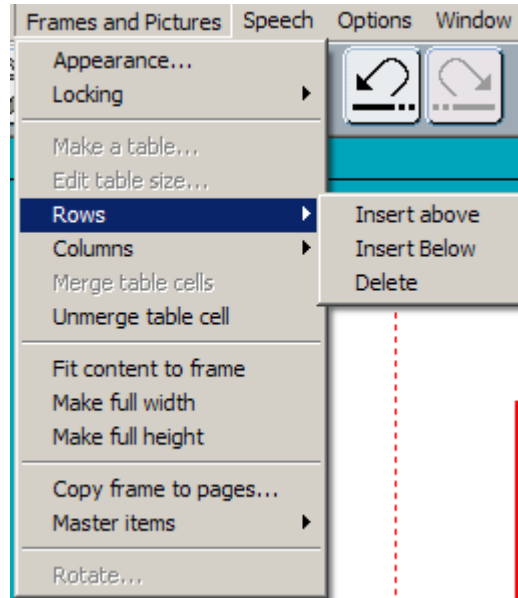 Frames and Pictures Speech Options Window
Appearance...
Locking
Make a table...
Edit table size...
Rows
Insert above
Columns
Insert Below
Merge table cells
Delete
Unmerge table cell
Fit content to frame
Make full width
Make full height
Copy frame to pages...
Master items
Rotate...